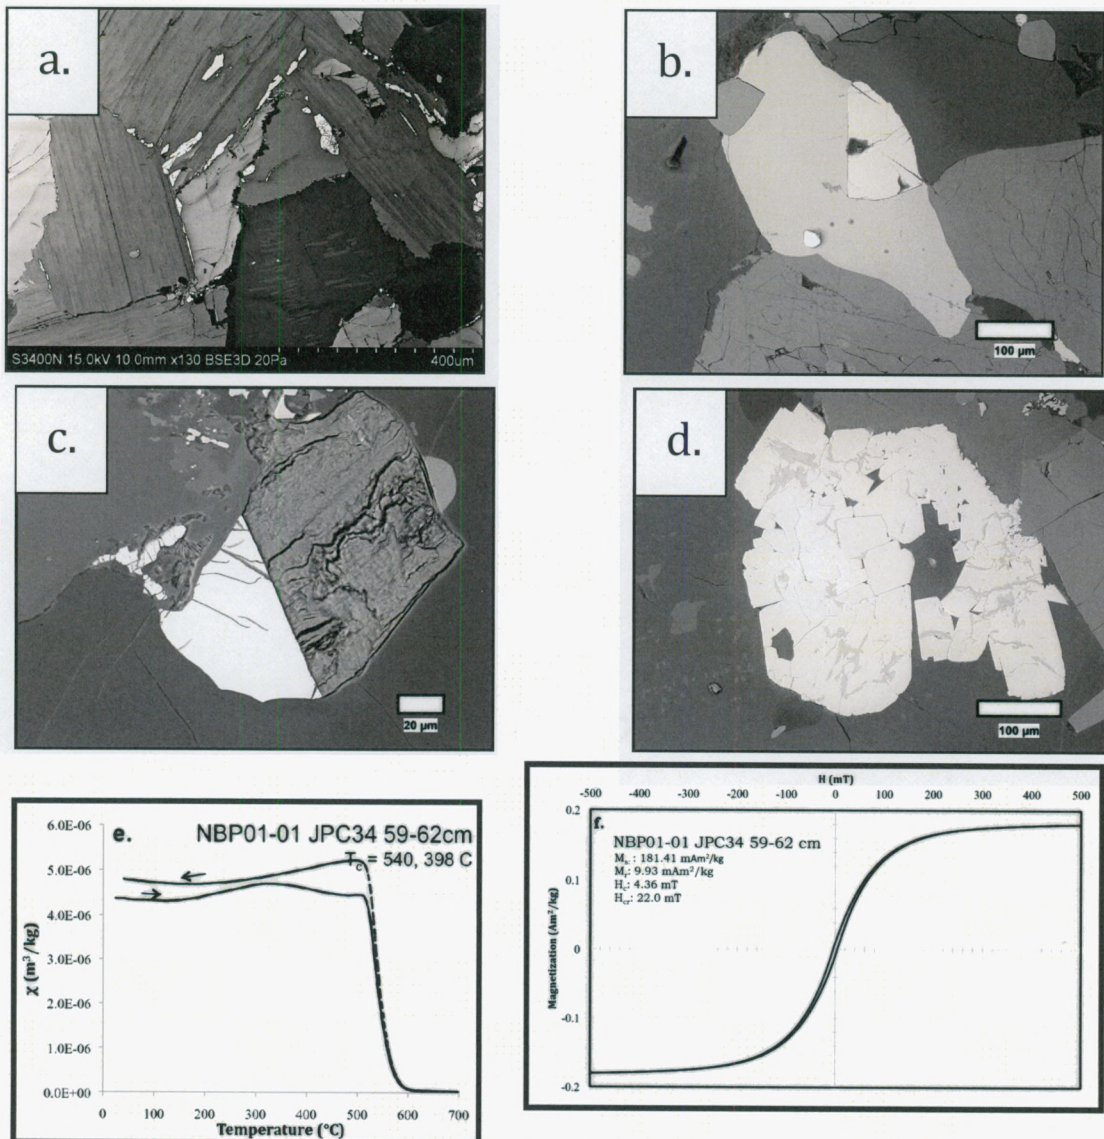 a.
S3400N 15.0kV 10.0mm x130 BSE3D 20Pa
400um
b.
100 µm
c.
20 µm
d.
100 µm
e.
NBP01-01 JPC34 59-62cm
Tc = 540, 398 C
6.0E-06
5.0E-06
4.0E-06
3.0E-06
2.0E-06
1.0E-06
0.0E+00
χ (m³/kg)
0 100 200 300 400 500 600 700
Temperature (°C)
H (mT)
-500 -400 -300 -200 -100 0 100 200 300 400 500
f.
NBP01-01 JPC34 59-62 cm
: 181.41 mAm²/kg
: 9.93 mAm²/kg
Hc: 4.36 mT
Hcr: 22.0 mT
0.2
0.1
0
-0.1
-0.2
Magnetization (Am²/kg)